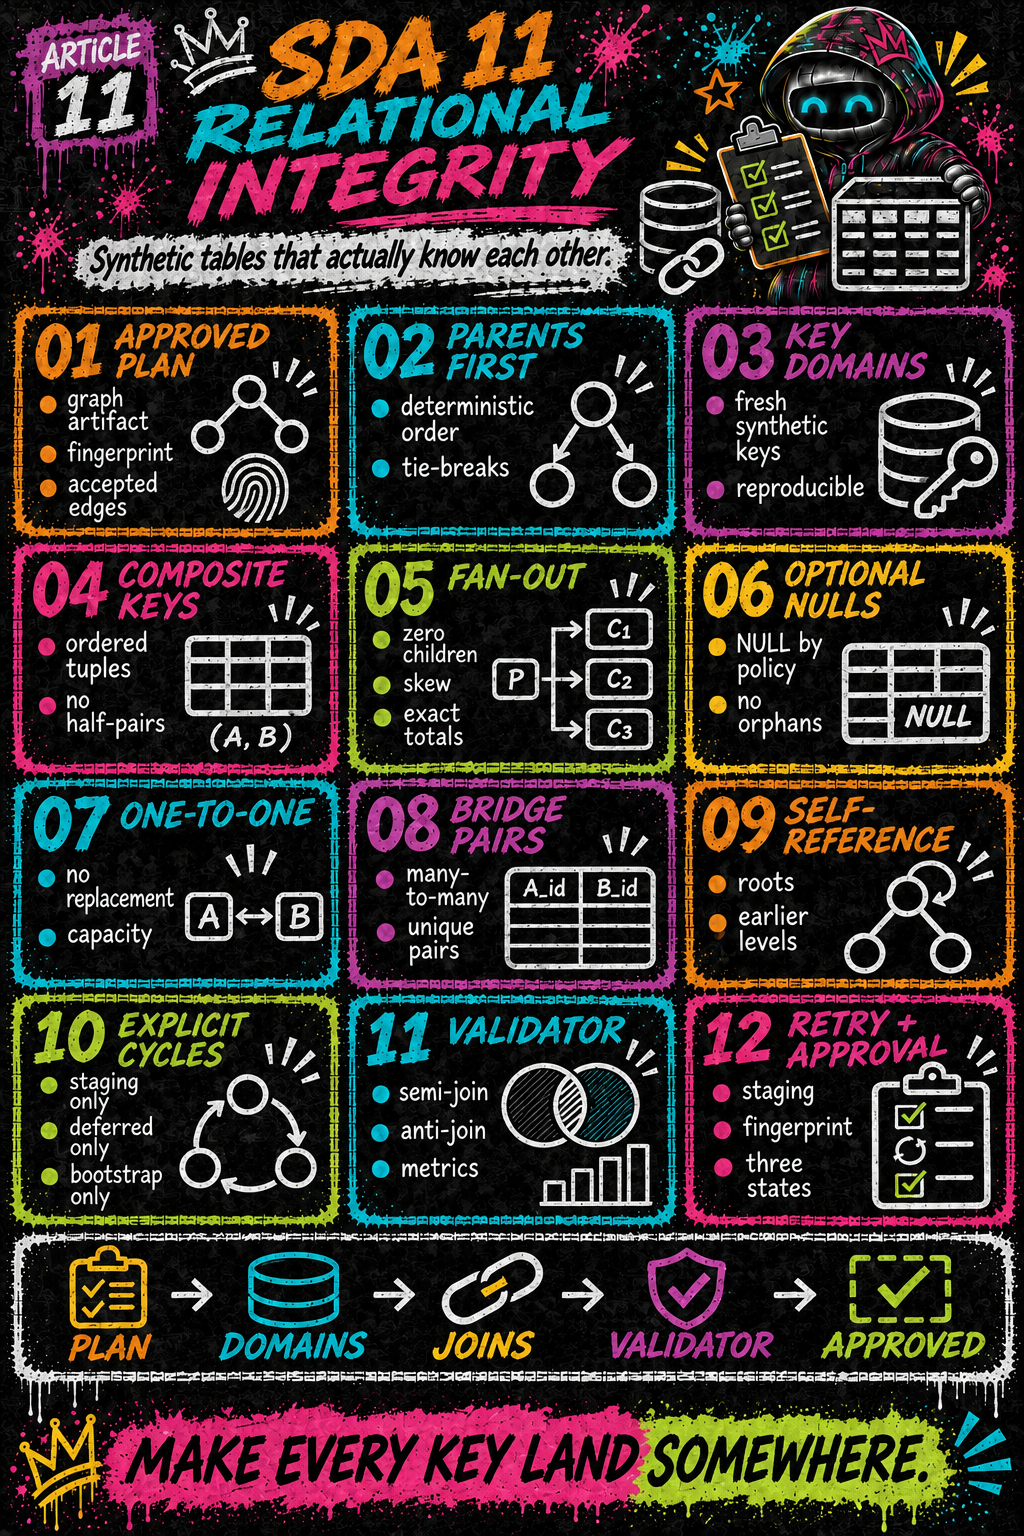 ARTICLE
11
SDA 11
RELATIONAL
INTEGRITY
Synthetic tables that actually know each other.
01 APPROVED
PLAN
graph
artifact
fingerprint
accepted
edges
02 PARENTS
FIRST
deterministic
order
tie-breaks
03 KEY
DOMAINS
fresh
synthetic
keys
reproducible
04 COMPOSITE
KEYS
ordered
tuples
no
half-pairs
(A, B)
05 FAN-OUT
zero
children
skew
exact
totals
P
C1
C2
C3
06 OPTIONAL
NULLS
NULL by
policy
no
orphans
NULL
07 ONE-TO-ONE
no
replacement
capacity
A
B
08 BRIDGE
PAIRS
many-
to-many
unique
pairs
A_id B_id
09 SELF-
REFERENCE
roots
earlier
levels
10 EXPLICIT
CYCLES
staging
only
deferred
only
bootstrap
only
11 VALIDATOR
semi-join
anti-join
metrics
12 RETRY +
APPROVAL
staging
fingerprint
three
states
PLAN
DOMAINS
JOINS
VALIDATOR
APPROVED
MAKE EVERY KEY LAND SOMEWHERE.